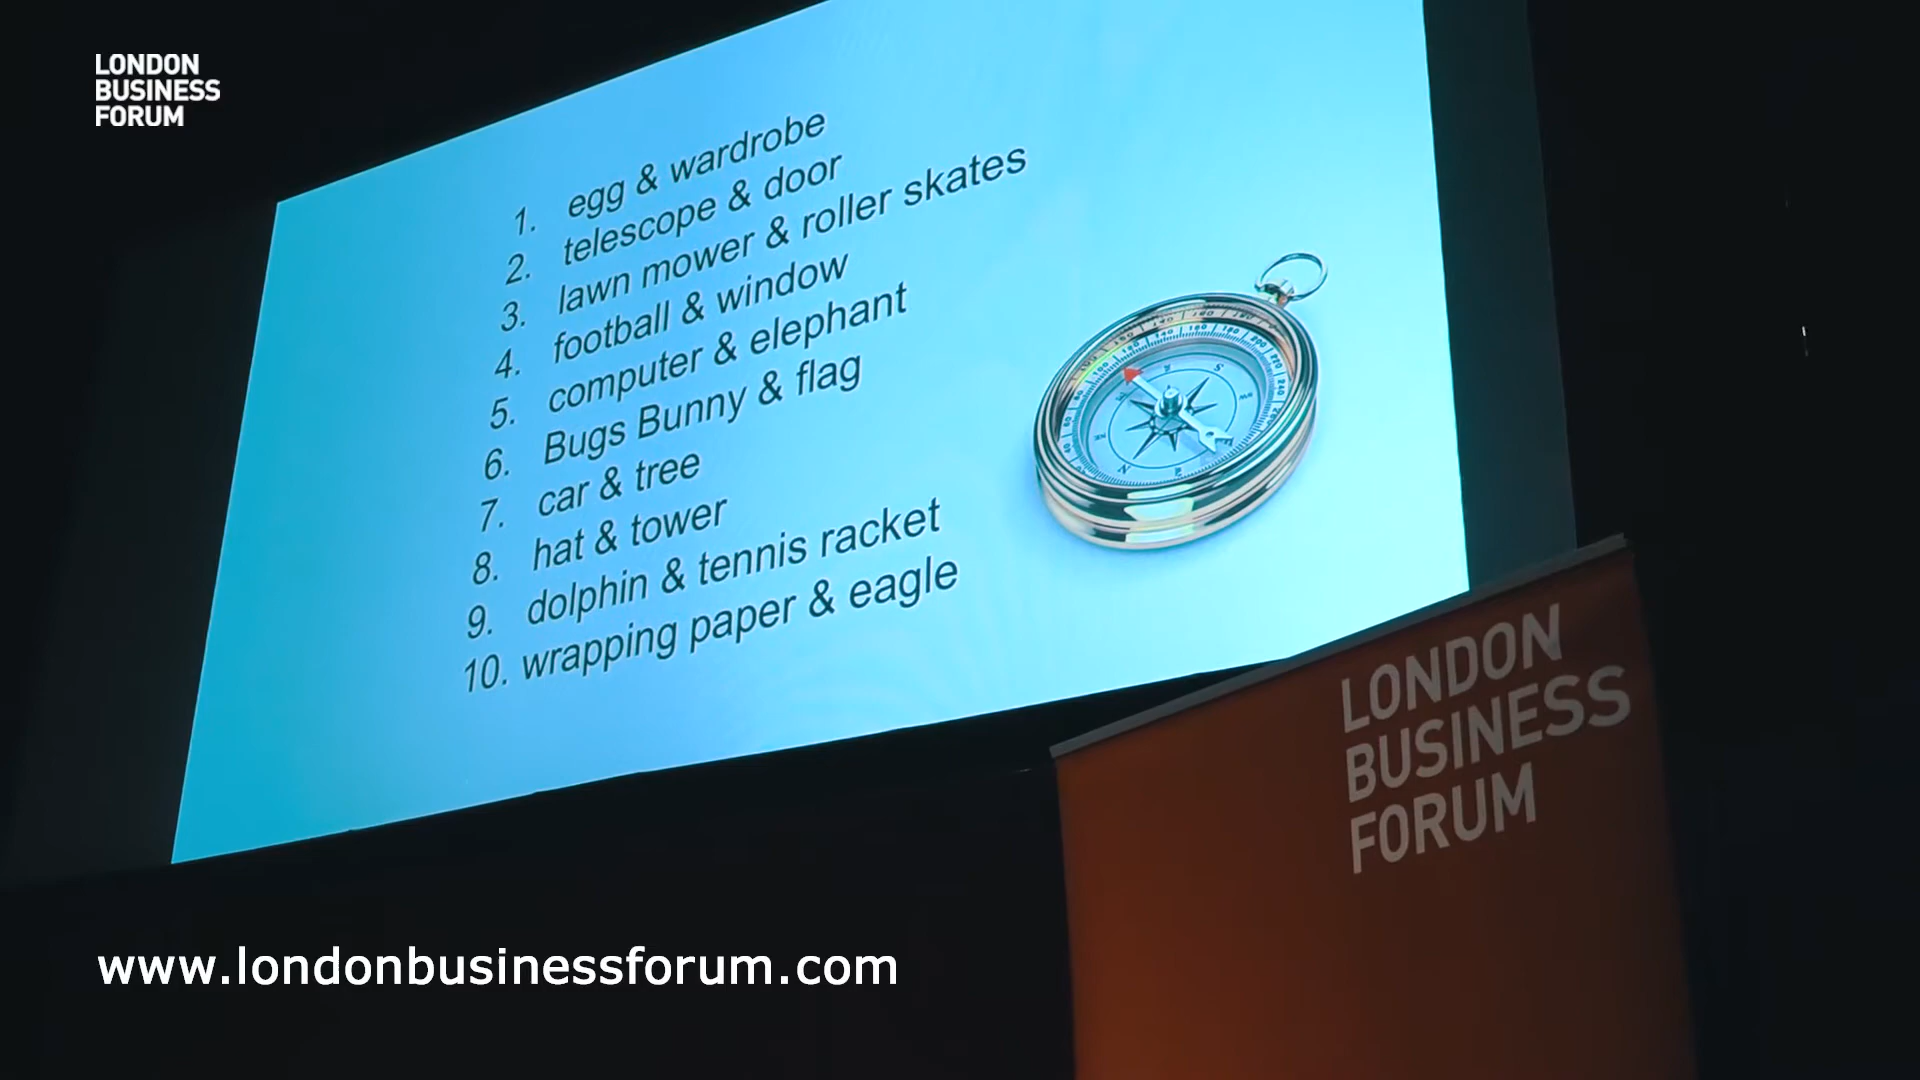 LONDON
BUSINESS
FORUM
1. egg & wardrobe
2. telescope & door
3. lawn mower & roller skates
4. football & window
5. computer & elephant
6. Bugs Bunny & flag
7. car & tree
8. hat & tower
9. dolphin & tennis racket
10. wrapping paper & eagle
LONDON
BUSINESS
FORUM
www.londonbusinessforum.com